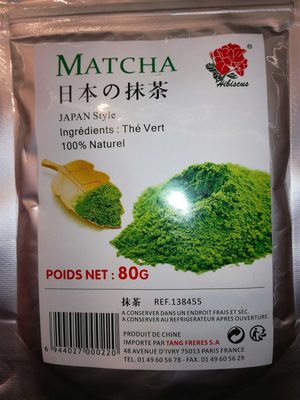 MATCHA
®
Hibiscus
日本の抹茶
JAPAN Style
Ingrédients : Thé Vert
100% Naturel
POIDS NET : 80G
抹茶 REF.138455
A CONSERVER DANS UN ENDROIT FRAIS ET SEC.
A CONSERVER AU REFRIGERATEUR APRES OUVERTURE
PRODUIT DE CHINE
IMPORTE PAR TANG FRERES S.A
48 AVENUE D'IVRY 75013 PARIS FRANCE
TEL. 01 49 60 56 78 - FAX. 01 49 60 56 29
6 944027 000220